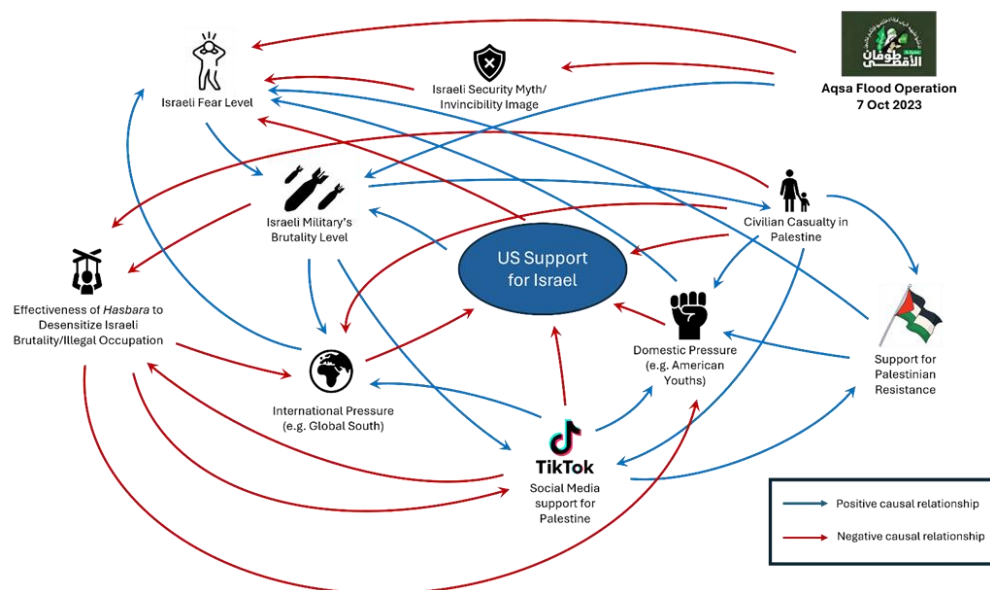 طوفان
الأقصى
Israeli Fear Level
Israeli Security Myth/
Invincibility Image
Aqsa Flood Operation
7 Oct 2023
Israeli Military's
Brutality Level
Civilian Casualty in
Palestine
US Support
for Israel
Effectiveness of Hasbara to
Desensitize Israeli
Brutality/Illegal Occupation
Domestic Pressure
(e.g. American
Youths)
Support for
Palestinian
Resistance
International Pressure
(e.g. Global South)
TikTok
Social Media
support for
Palestine
Positive causal relationship
Negative causal relationship